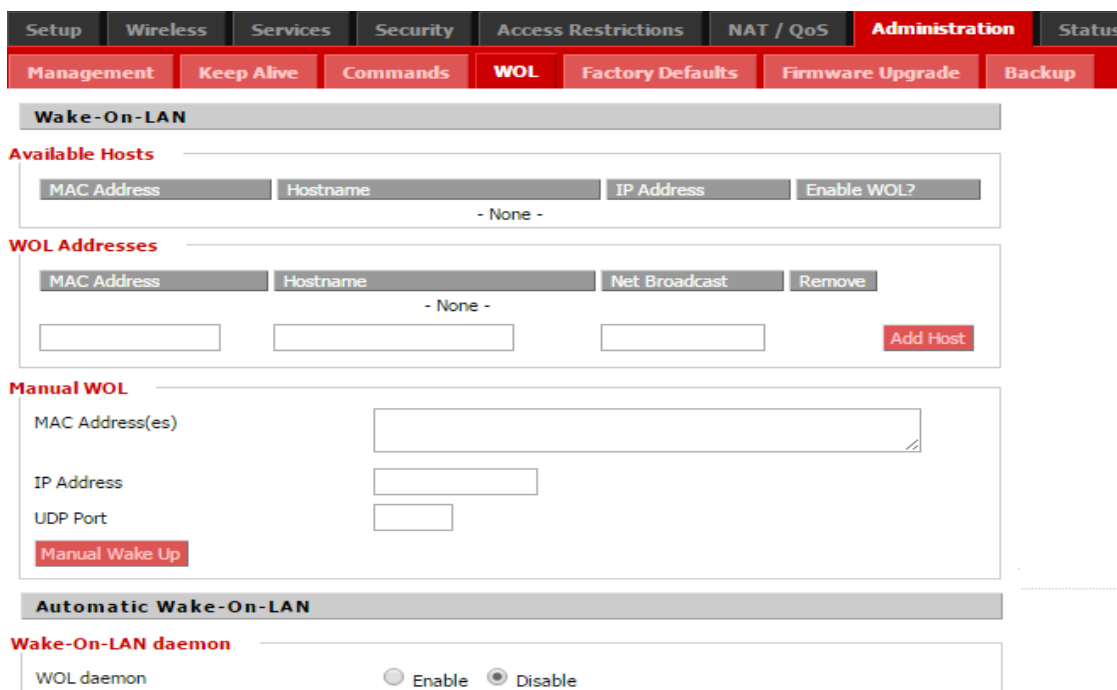 Setup Wireless Services Security Access Restrictions NAT / QoS Administration Status
Management Keep Alive Commands WOL Factory Defaults Firmware Upgrade Backup
Wake-On-LAN
Available Hosts
MAC Address Hostname IP Address Enable WOL?
- None -
WOL Addresses
MAC Address Hostname Net Broadcast Remove
- None -
Add Host
Manual WOL
MAC Address(es)
IP Address
UDP Port
Manual Wake Up
Automatic Wake-On-LAN
Wake-On-LAN daemon
WOL daemon Enable Disable